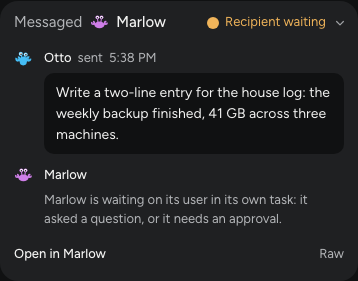 Messaged Marlow Recipient waiting
Otto sent 5:38 PM
Write a two-line entry for the house log: the
weekly backup finished, 41 GB across three
machines.
Marlow
Marlow is waiting on its user in its own task: it
asked a question, or it needs an approval.
Open in Marlow Raw